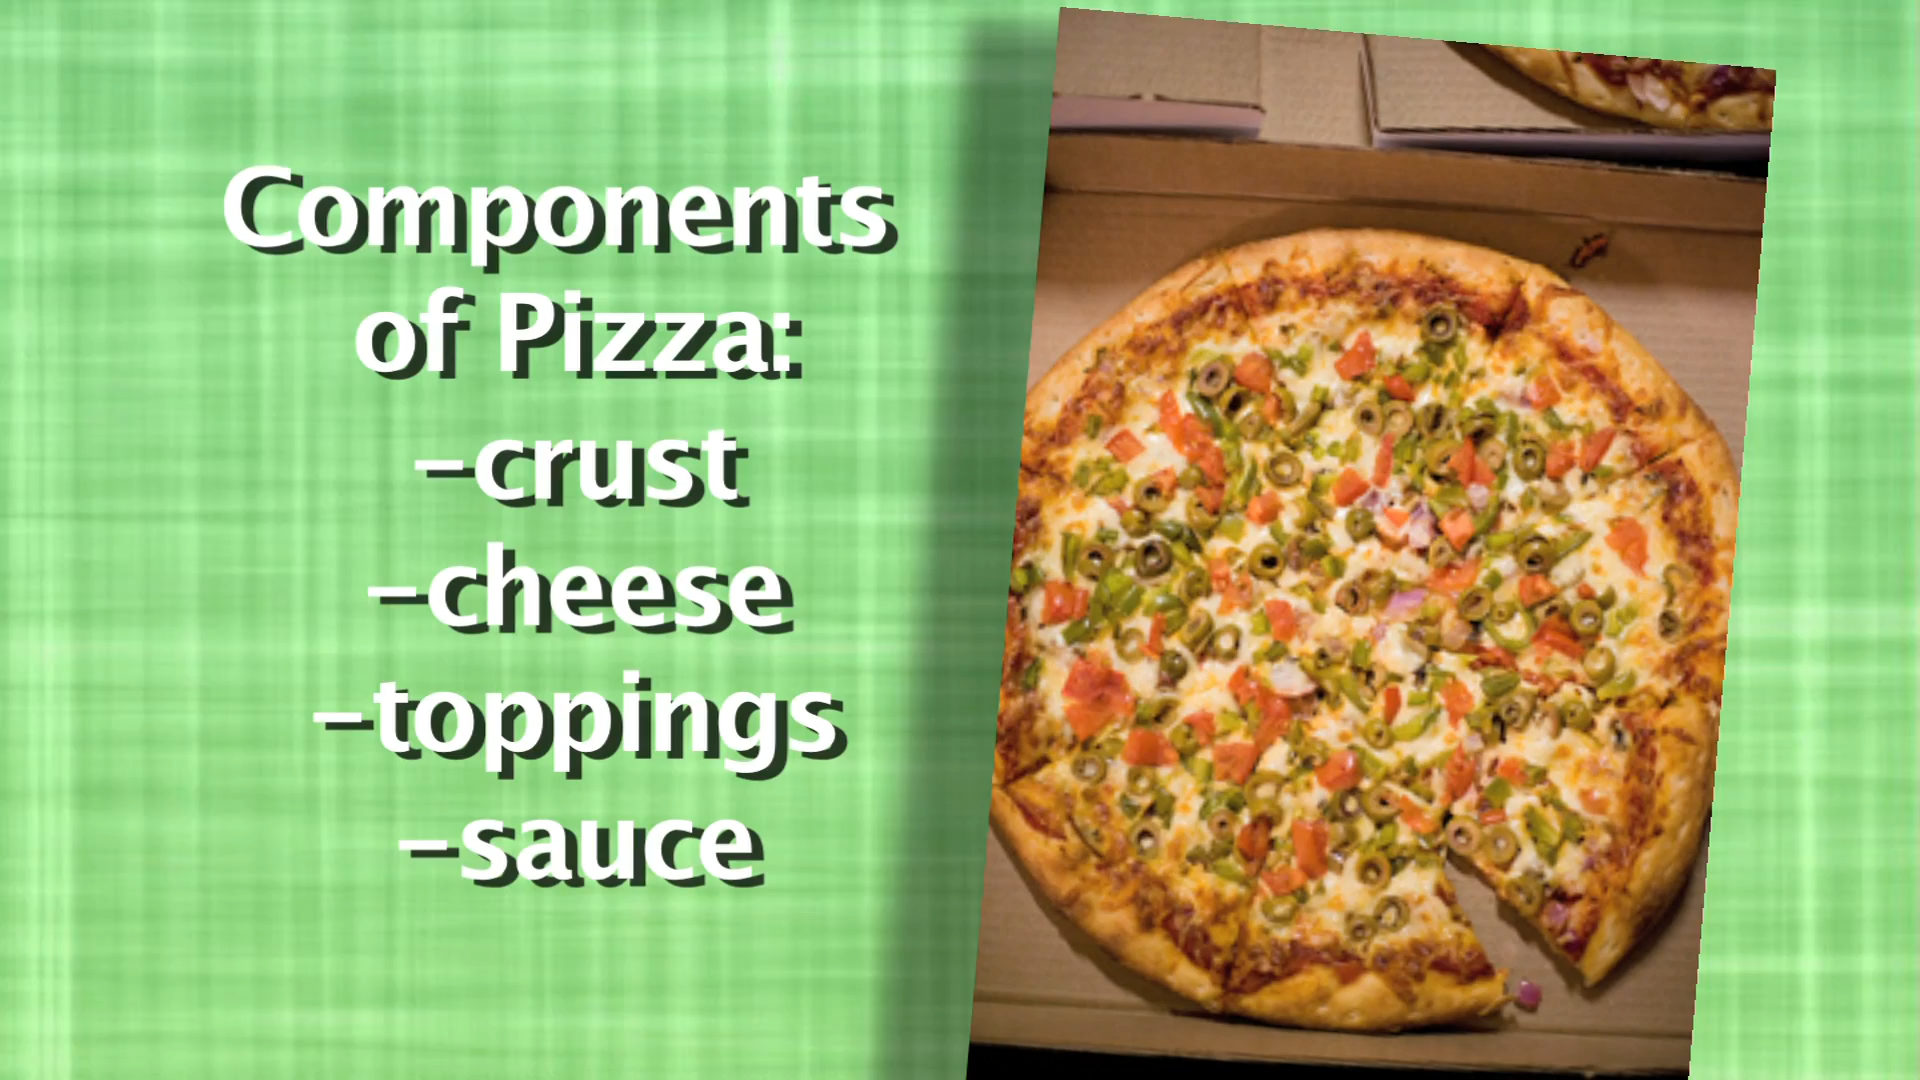 Components
of Pizza:
-crust
-cheese
-toppings
-sauce